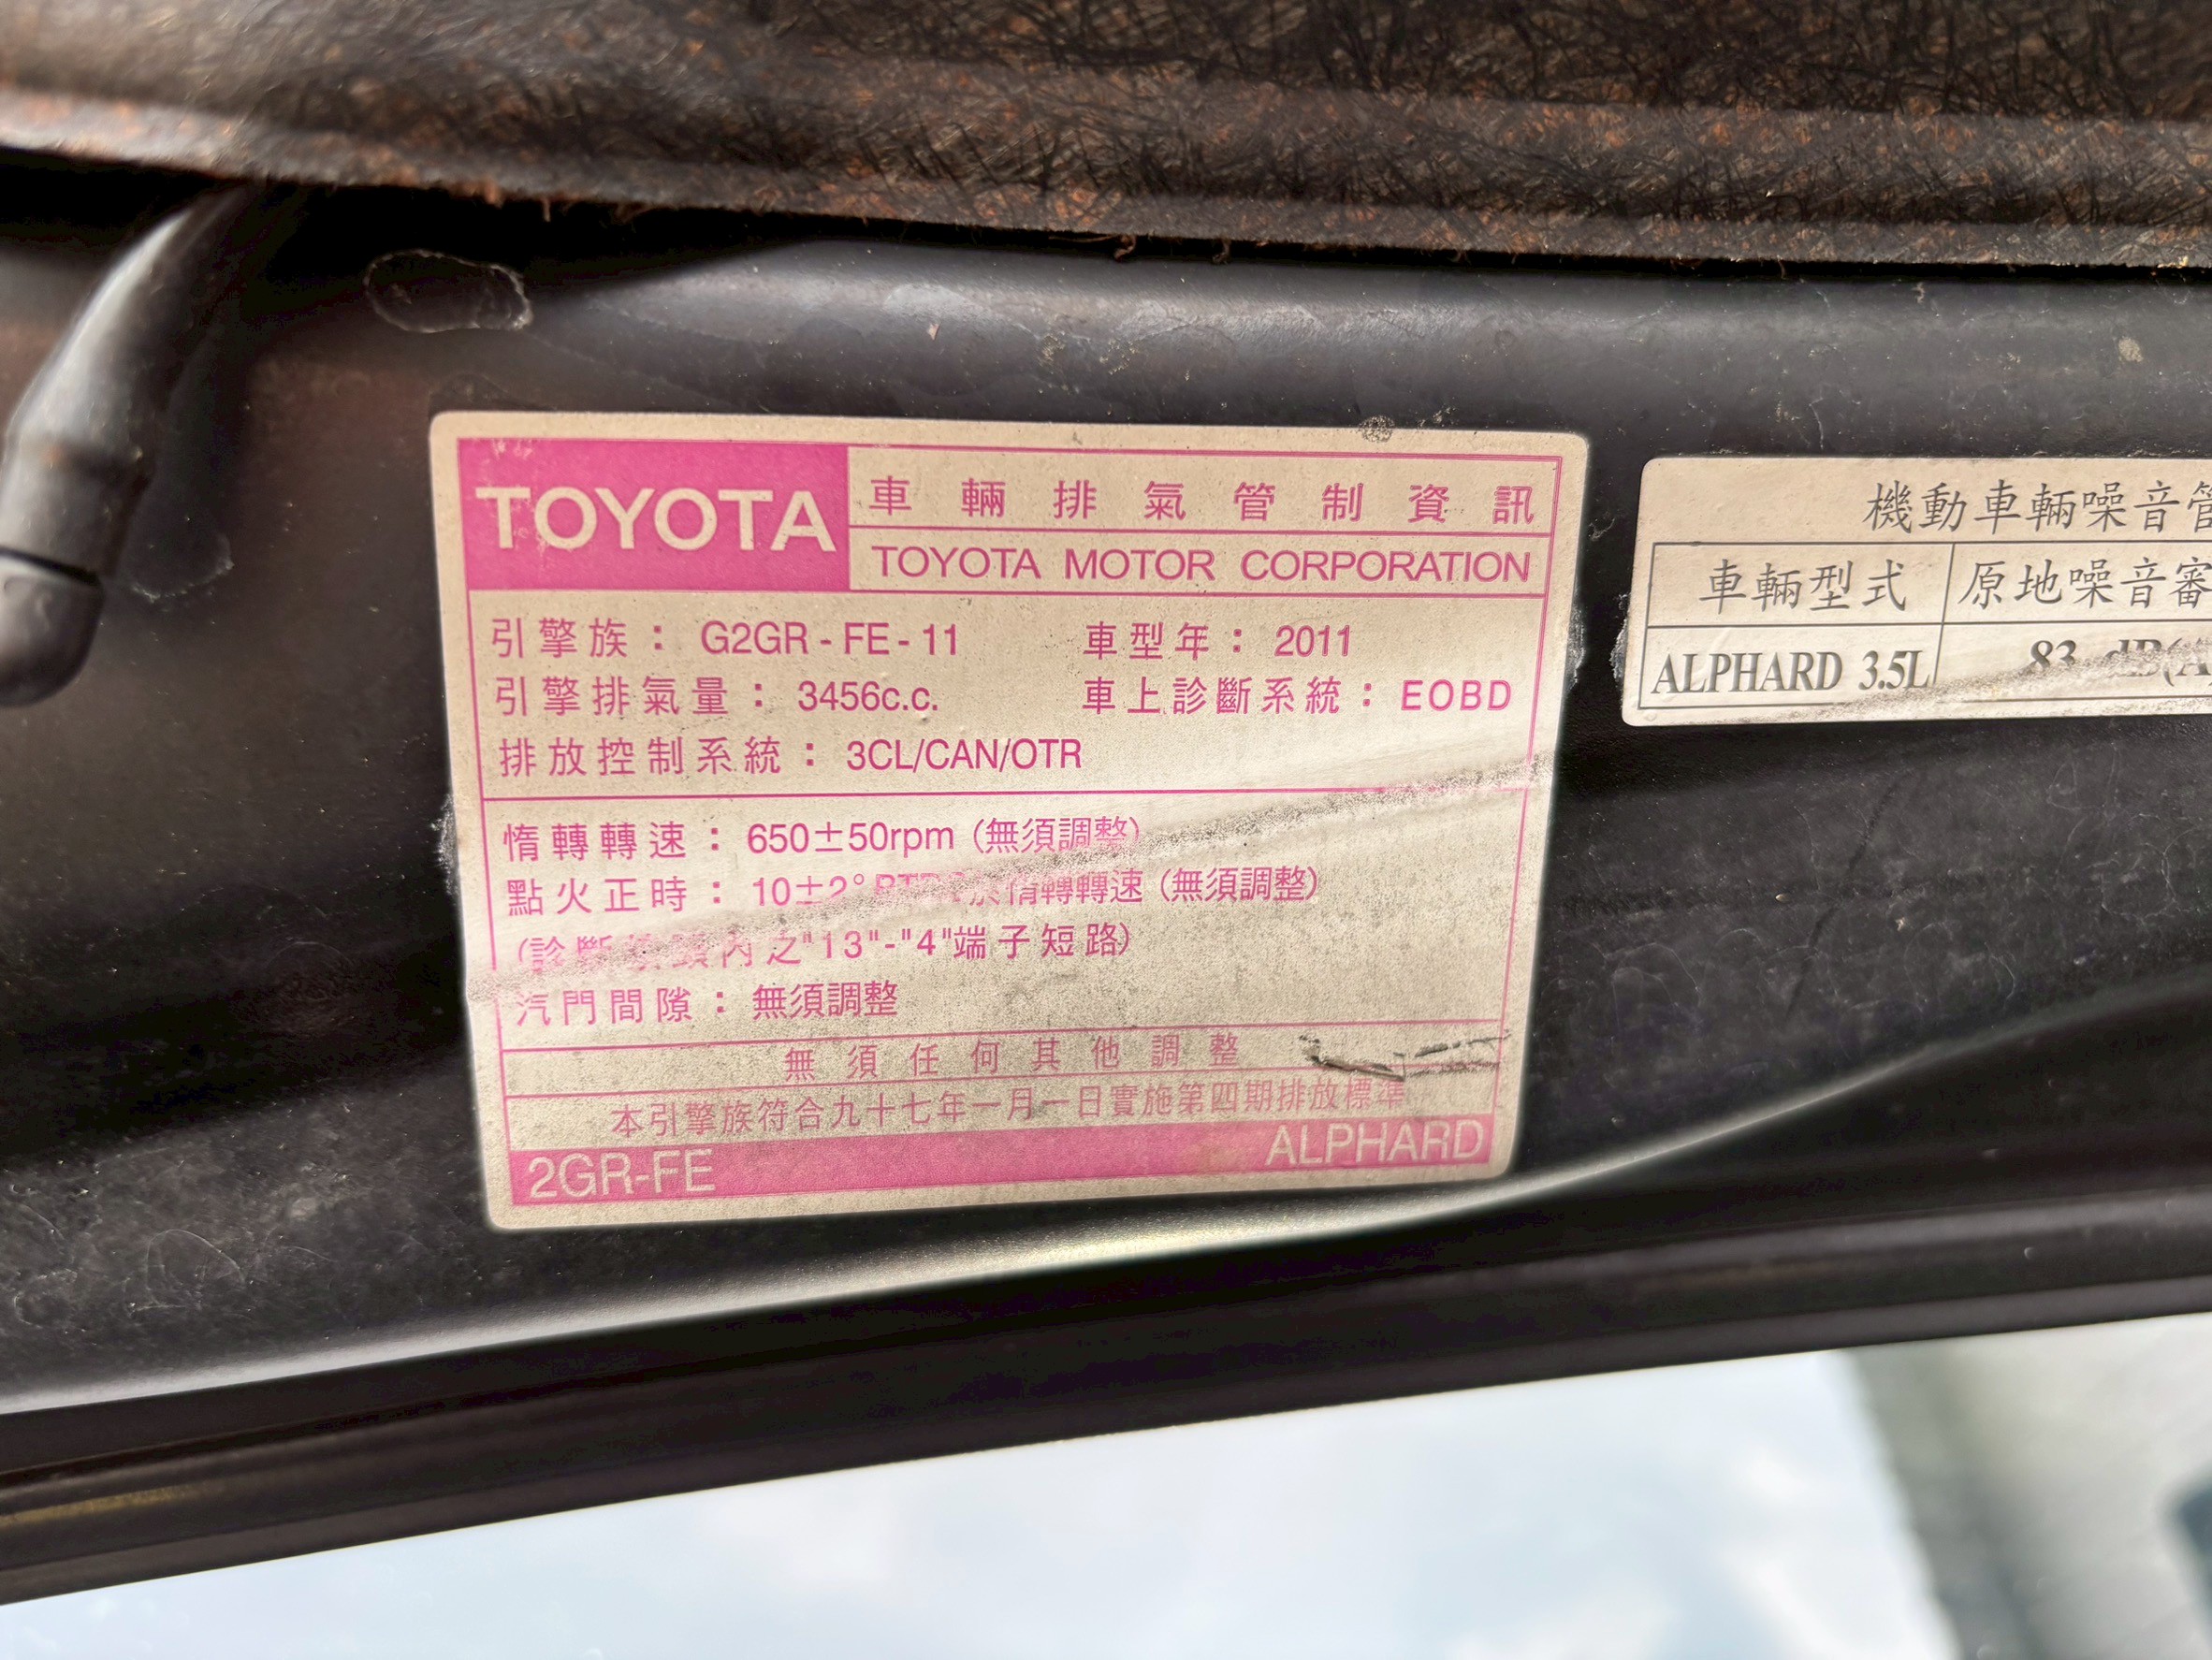 TOYOTA
車輛排氣管制資訊
TOYOTA MOTOR CORPORATION
引擎族： G2GR-FE-11 車型年： 2011
引擎排氣量： 3456c.c. 車上診斷系統： EOBD
排放控制系統： 3CL/CAN/OTR
惰轉轉速： 650±50rpm (無須調整)
點火正時： 10±2° 惰轉轉速 (無須調整)
(診斷 內之"13"-"4"端子短路)
汽門間隙： 無須調整
無須任何其他調整
本引擎族符合九十七年一月一日實施第四期排放標準
2GR-FE ALPHARD
機動車輛噪音
車輛型式 原地噪音審
ALPHARD 3.5L 83 dB(A